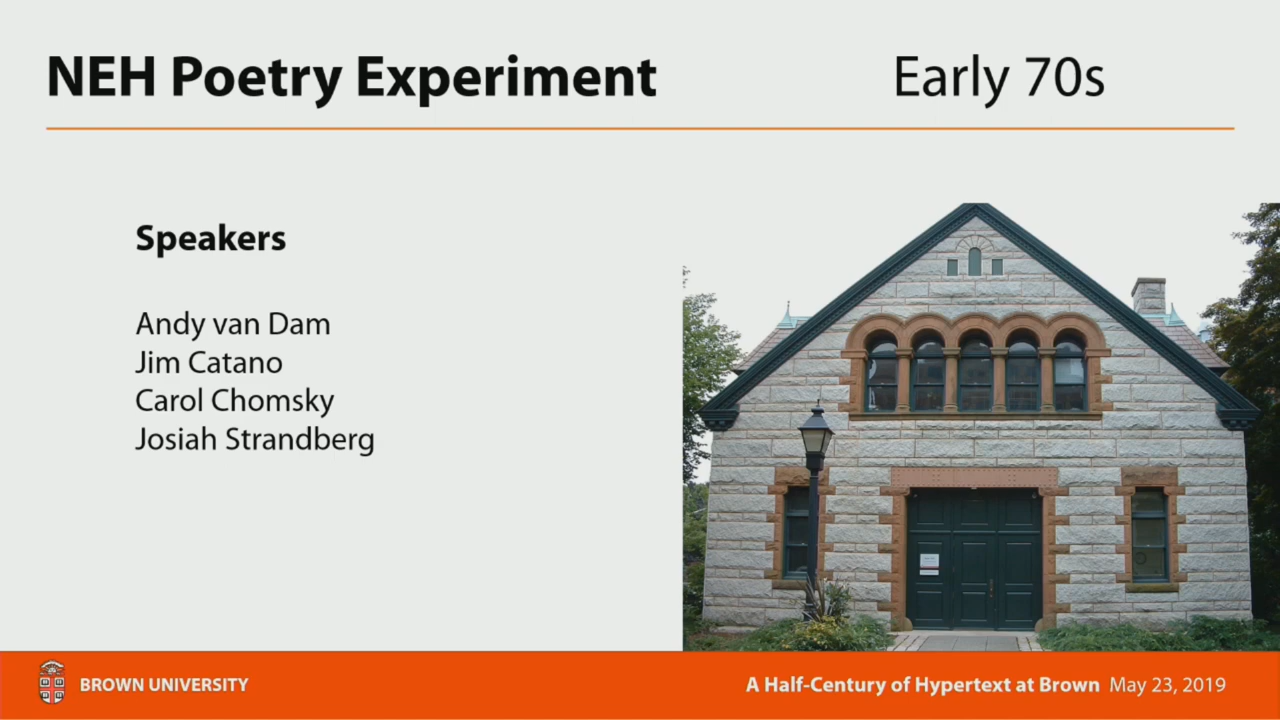 NEH Poetry Experiment
Early 70s
Speakers
Andy van Dam
Jim Catano
Carol Chomsky
Josiah Strandberg
BROWN UNIVERSITY
A Half-Century of Hypertext at Brown May 23, 2019